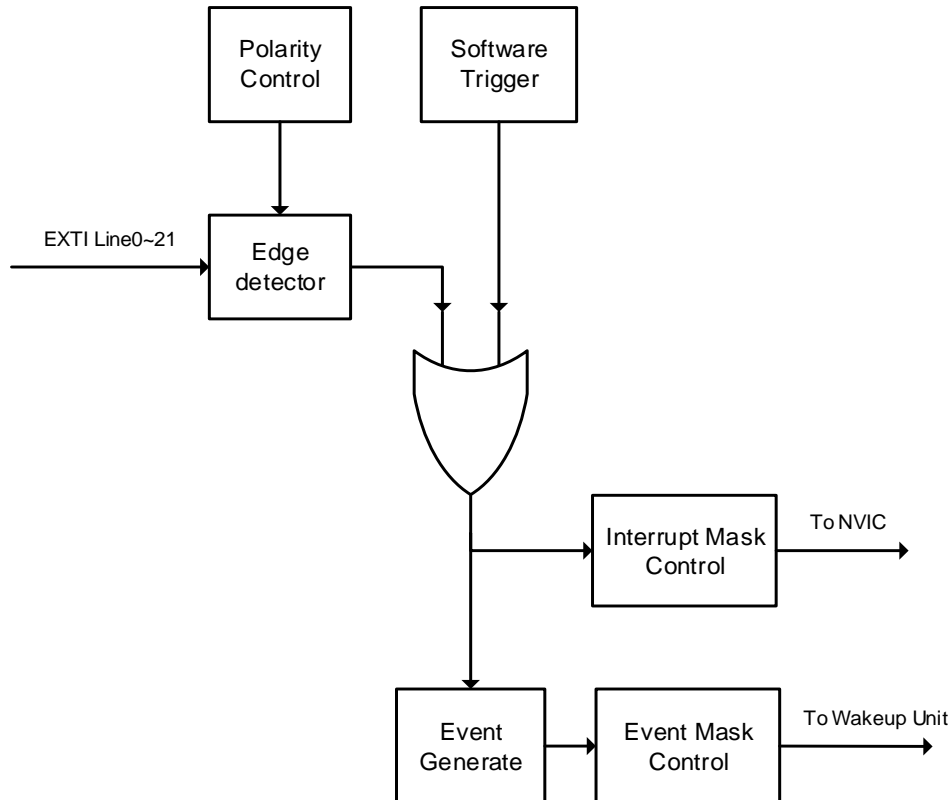 Polarity
Control
Software
Trigger
EXTI Line0~21
Edge
detector
Interrupt Mask
Control
To NVIC
Event
Generate
Event Mask
Control
To Wakeup Unit